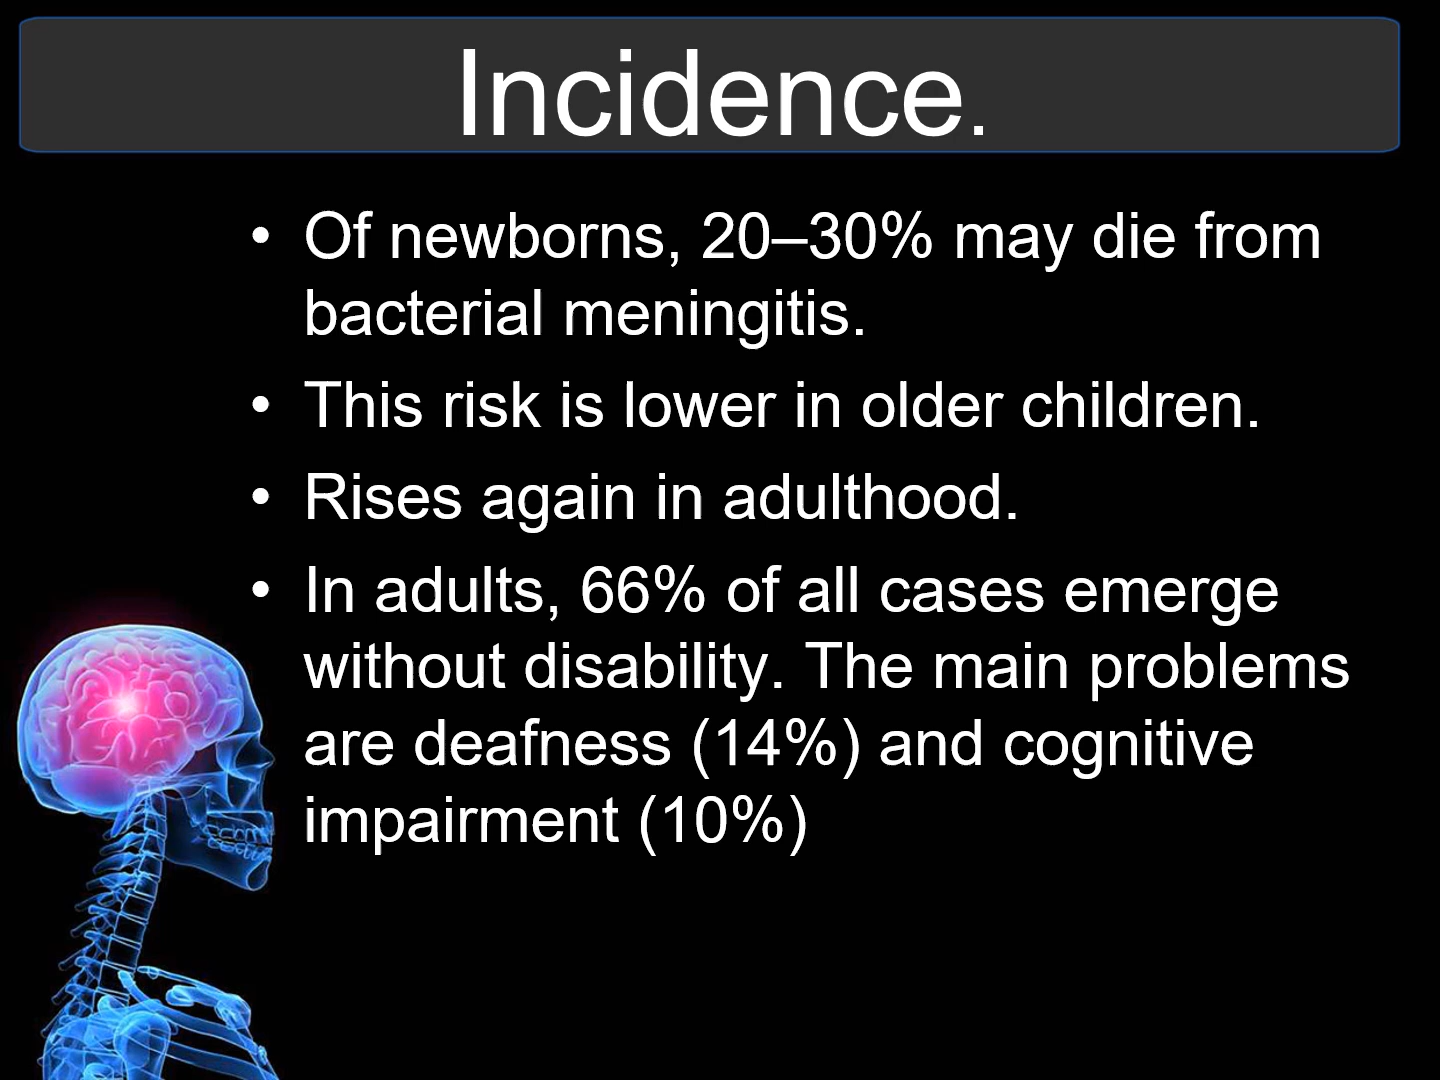 Incidence.
• Of newborns, 20–30% may die from
bacterial meningitis.
• This risk is lower in older children.
• Rises again in adulthood.
• In adults, 66% of all cases emerge
without disability. The main problems
are deafness (14%) and cognitive
impairment (10%)